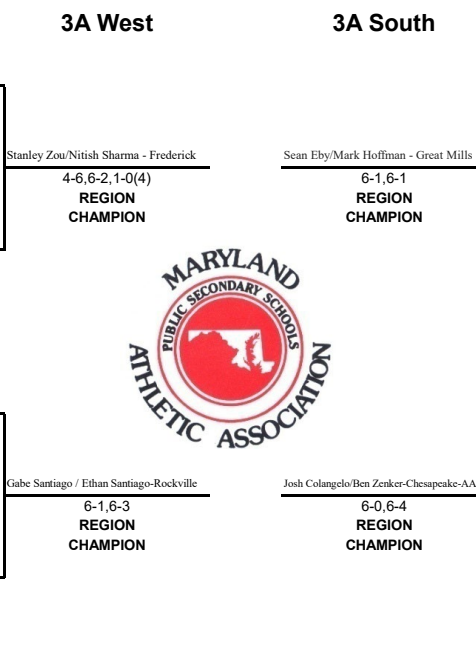 3A West
3A South
Stanley Zou/Nitish Sharma - Frederick
Sean Eby/Mark Hoffman - Great Mills
4-6,6-2,1-0(4)
6-1,6-1
REGION
REGION
CHAMPION
CHAMPION
MARYLAND
PUBLIC SECONDARY SCHOOLS
ATHLETIC ASSOCIATION
Gabe Santiago / Ethan Santiago-Rockville
Josh Colangelo/Ben Zenker-Chesapeake-AA
6-1,6-3
6-0,6-4
REGION
REGION
CHAMPION
CHAMPION